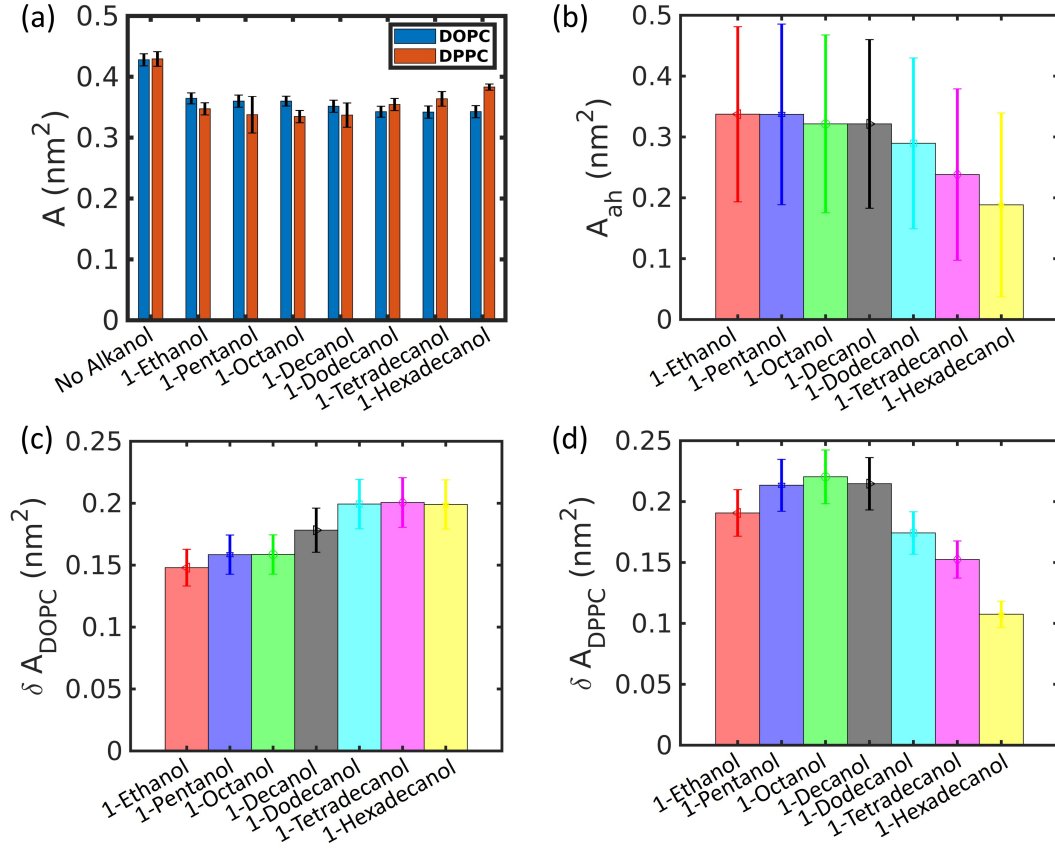 (a)
A (nm²)
0.5
0.4
0.3
0.2
0.1
0
DOPC
DPPC
No Alkanol
1-Ethanol
1-Pentanol
1-Octanol
1-Decanol
1-Dodecanol
1-Tetradecanol
1-Hexadecanol
(b)
A_ah (nm²)
0.5
0.4
0.3
0.2
0.1
0
1-Ethanol
1-Pentanol
1-Octanol
1-Decanol
1-Dodecanol
1-Tetradecanol
1-Hexadecanol
(c)
δ A_DOPC (nm²)
0.25
0.2
0.15
0.1
0.05
0
1-Ethanol
1-Pentanol
1-Octanol
1-Decanol
1-Dodecanol
1-Tetradecanol
1-Hexadecanol
(d)
δ A_DPPC (nm²)
0.25
0.2
0.15
0.1
0.05
0
1-Ethanol
1-Pentanol
1-Octanol
1-Decanol
1-Dodecanol
1-Tetradecanol
1-Hexadecanol